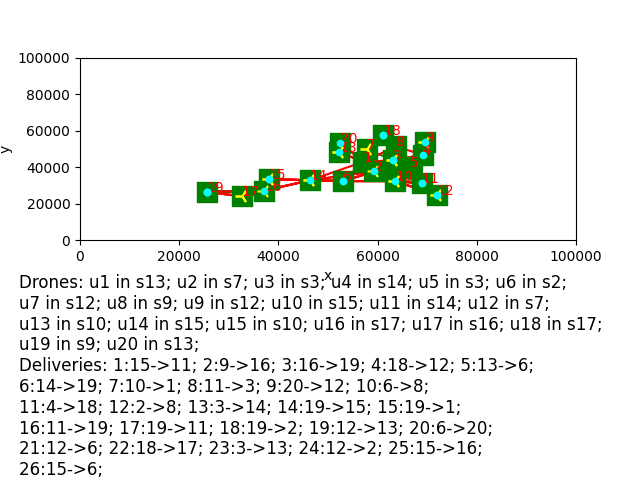 100000
80000
60000
40000
20000
0
y
0 20000 40000 60000 80000 100000
x
Drones: u1 in s13; u2 in s7; u3 in s3; u4 in s14; u5 in s3; u6 in s2;
u7 in s12; u8 in s9; u9 in s12; u10 in s15; u11 in s14; u12 in s7;
u13 in s10; u14 in s15; u15 in s10; u16 in s17; u17 in s16; u18 in s17;
u19 in s9; u20 in s13;
Deliveries: 1:15->11; 2:9->16; 3:16->19; 4:18->12; 5:13->6;
6:14->19; 7:10->1; 8:11->3; 9:20->12; 10:6->8;
11:4->18; 12:2->8; 13:3->14; 14:19->15; 15:19->1;
16:11->19; 17:19->11; 18:19->2; 19:12->13; 20:6->20;
21:12->6; 22:18->17; 23:3->13; 24:12->2; 25:15->16;
26:15->6;